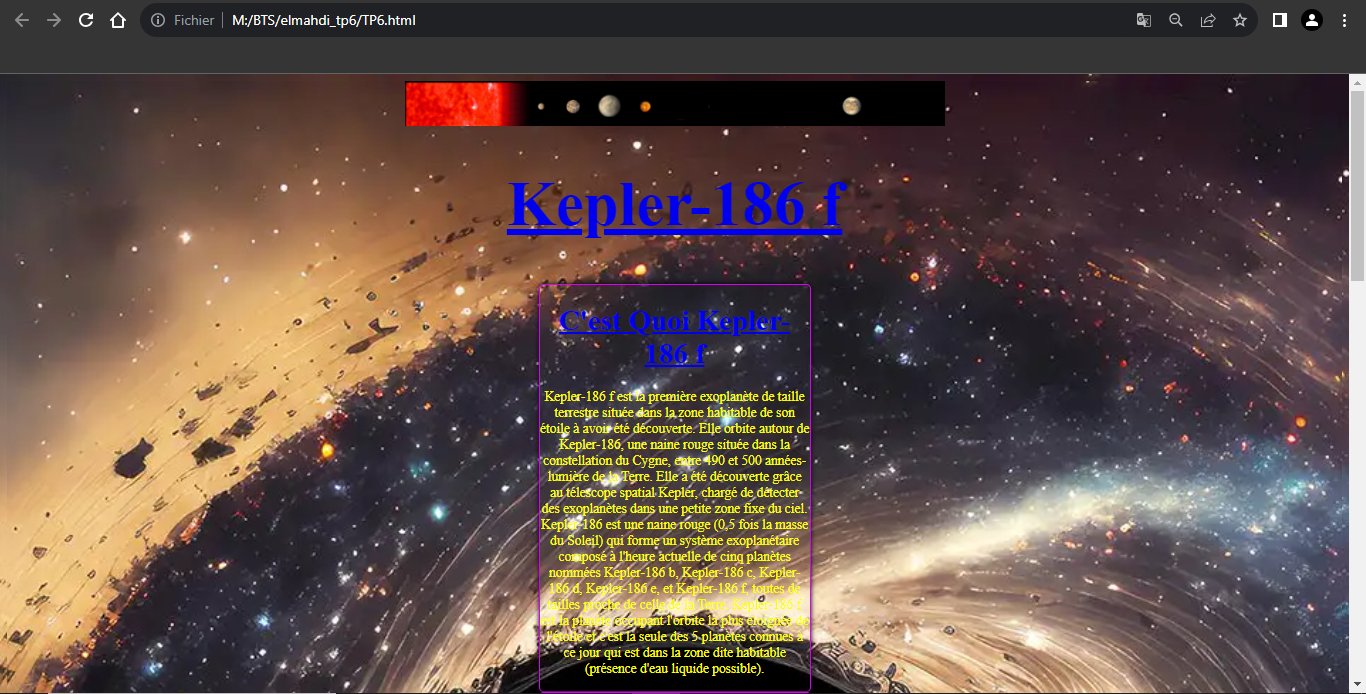 Fichier | M:/BTS/elmahdi_tp6/TP6.html
Kepler-186 f
C'est Quoi Kepler-
186 f
Kepler-186 f est la première exoplanète de taille
terrestre située dans la zone habitable de son
étoile à avoir été découverte. Elle orbite autour de
Kepler-186, une naine rouge située dans la
constellation du Cygne, entre 490 et 500 années-
lumière de la Terre. Elle a été découverte grâce
au télescope spatial Kepler, chargé de détecter
des exoplanètes dans une petite zone fixe du ciel.
Kepler-186 est une naine rouge (0,5 fois la masse
du Soleil) qui forme un système exoplanétaire
composé à l'heure actuelle de cinq planètes
nommées Kepler-186 b, Kepler-186 c, Kepler-
186 d, Kepler-186 e, et Kepler-186 f, toutes de
tailles proche de celle de la Terre. Kepler-186 f
est la planète occupant l'orbite la plus éloignée de
l'étoile et c'est la seule des 5 planètes connues à
ce jour qui est dans la zone dite habitable
(présence d'eau liquide possible).